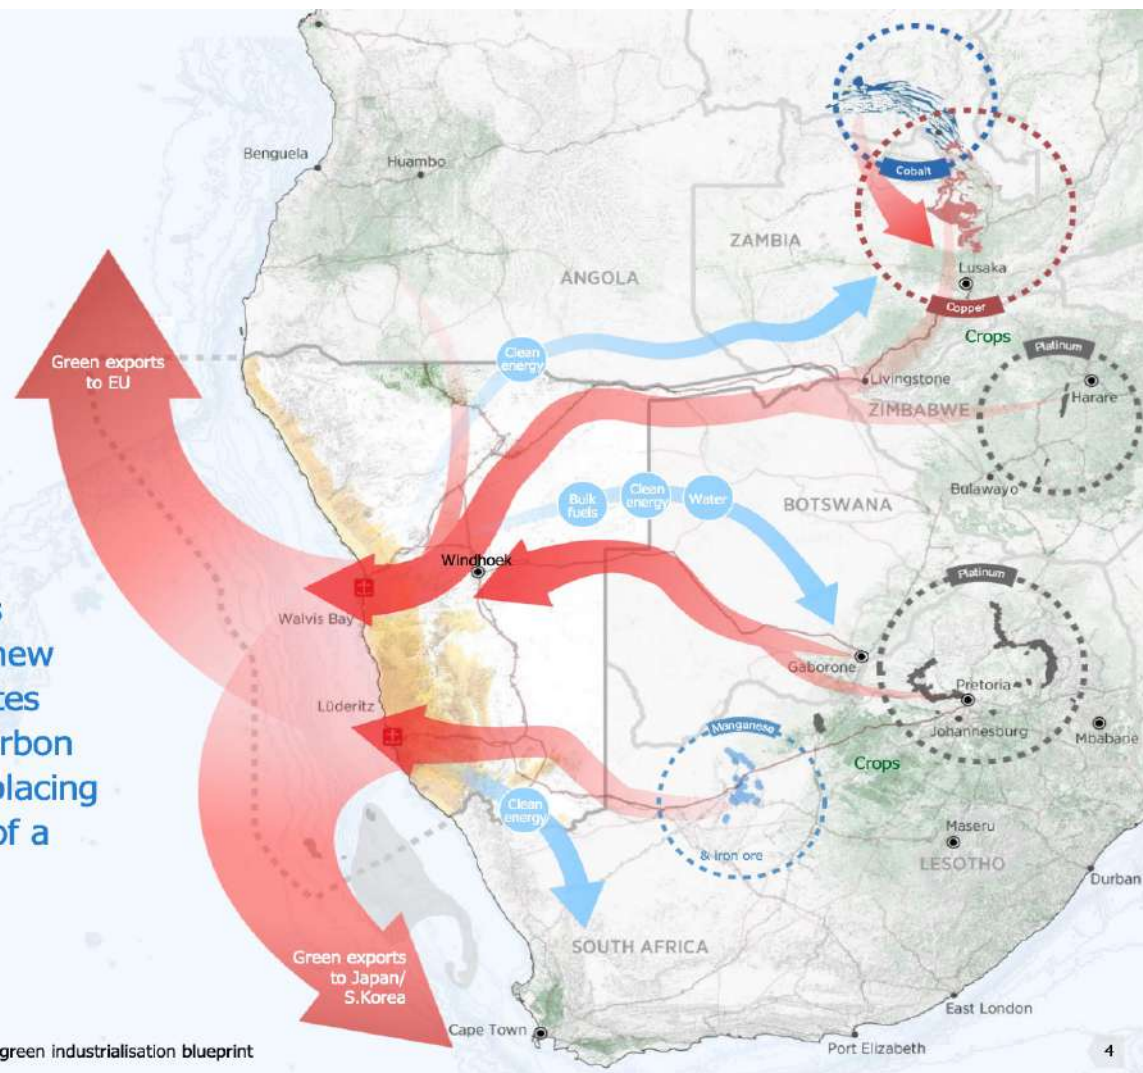 Benguela
Huambo
Cobalt
ZAMBIA
ANGOLA
Lusaka
Copper
Green exports
to EU
Clean
energy
Crops
Platinum
Livingstone
Harare
ZIMBABWE
Bulawayo
Bulk
fuels
Clean
energy
Water
BOTSWANA
Windhoek
Walvis Bay
Platinum
Gaborone
Pretoria
Johannesburg
Mbabane
Lüderitz
Manganese
Crops
Clean
energy
& iron ore
Maseru
LESOTHO
Durban
s
new
tes
rbon
placing
of a
SOUTH AFRICA
Green exports
to Japan/
S.Korea
East London
Cape Town
Port Elizabeth
green industrialisation blueprint
4